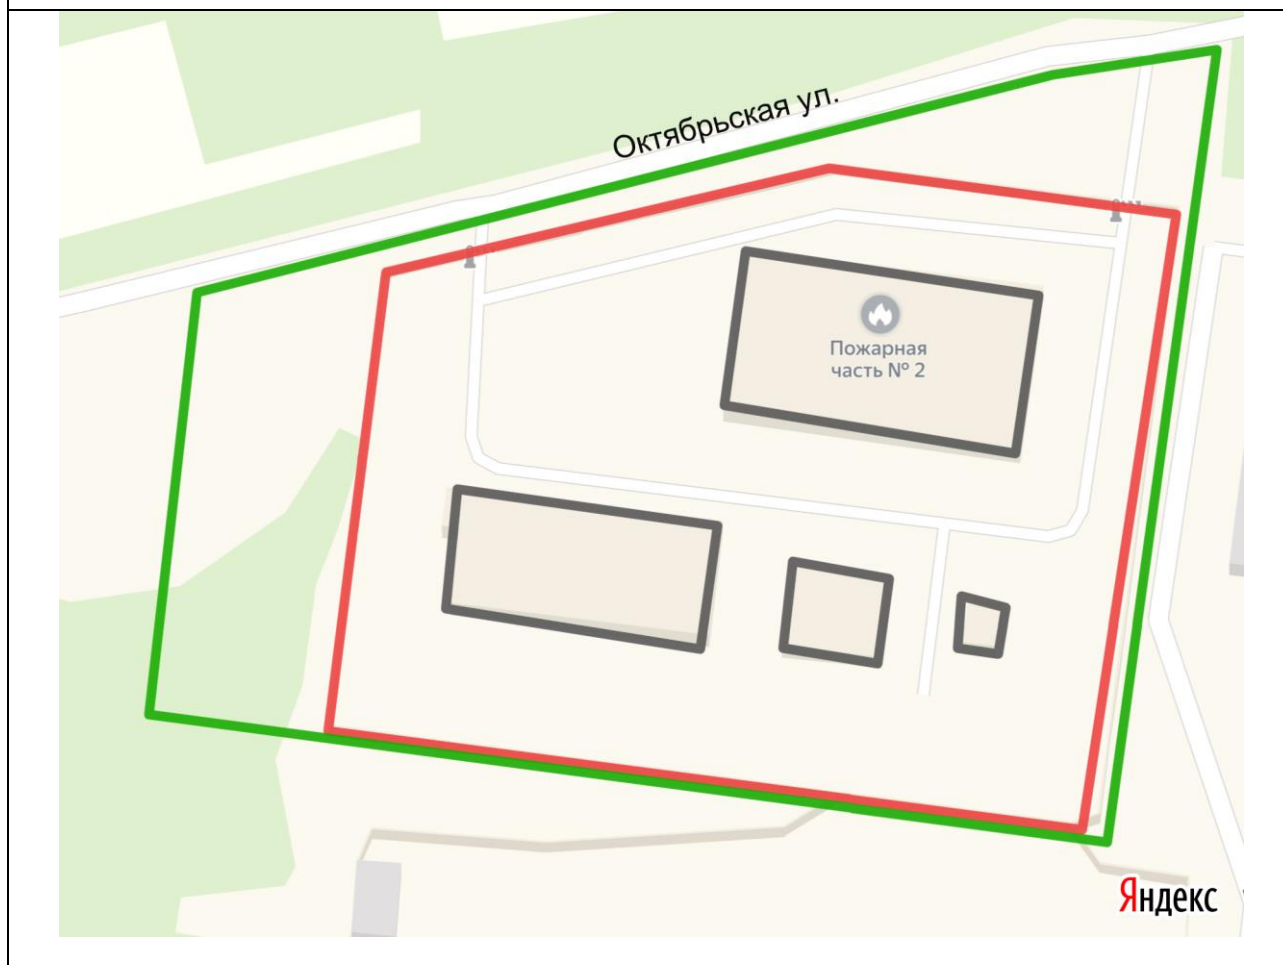 Октябрьская ул.
Пожарная
часть № 2
Яндекс